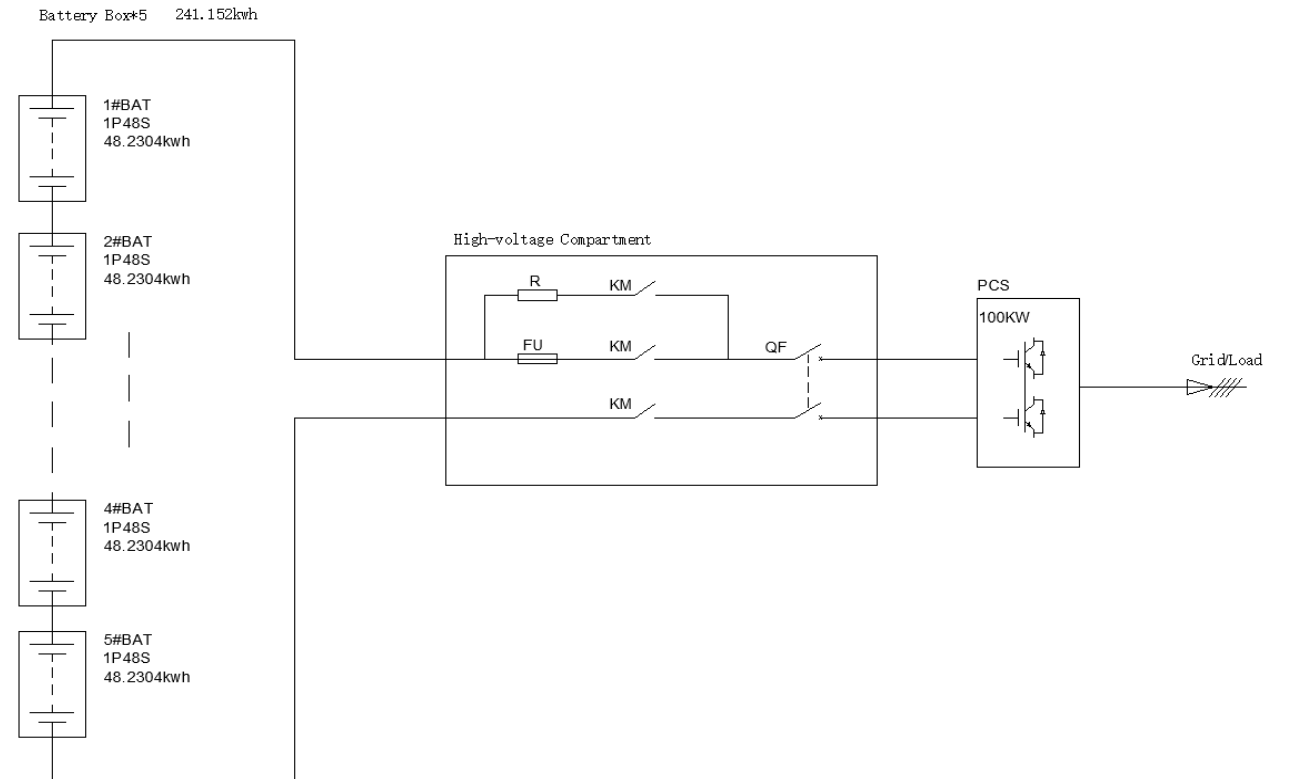 Battery Box*5 241.152kwh
1#BAT
1P48S
48.2304kwh
2#BAT
1P48S
48.2304kwh
High-voltage Compartment
R
KM
FU
KM
QF
KM
PCS
100KW
Grid/Load
4#BAT
1P48S
48.2304kwh
5#BAT
1P48S
48.2304kwh